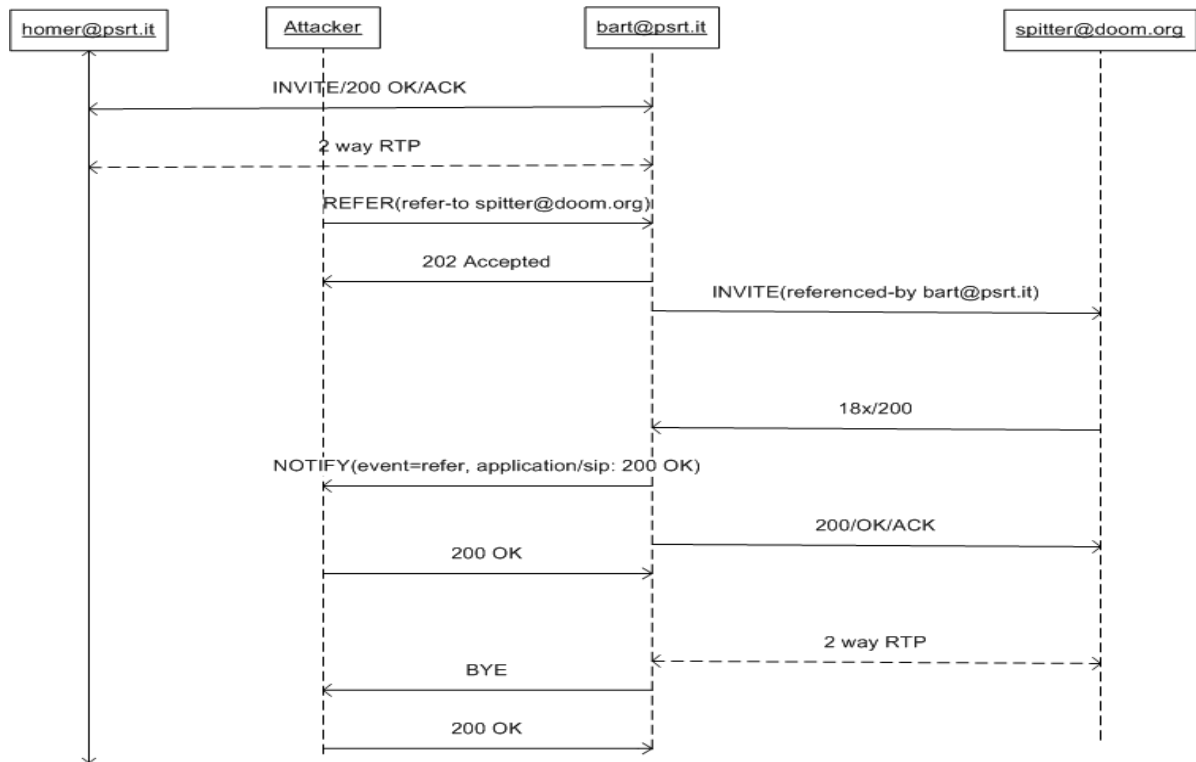 homer@psrt.it
Attacker
bart@psrt.it
spitter@doom.org
INVITE/200 OK/ACK
2 way RTP
REFER(refer-to spitter@doom.org)
202 Accepted
INVITE(referenced-by bart@psrt.it)
18x/200
NOTIFY(event=refer, application/sip: 200 OK)
200/OK/ACK
200 OK
2 way RTP
BYE
200 OK